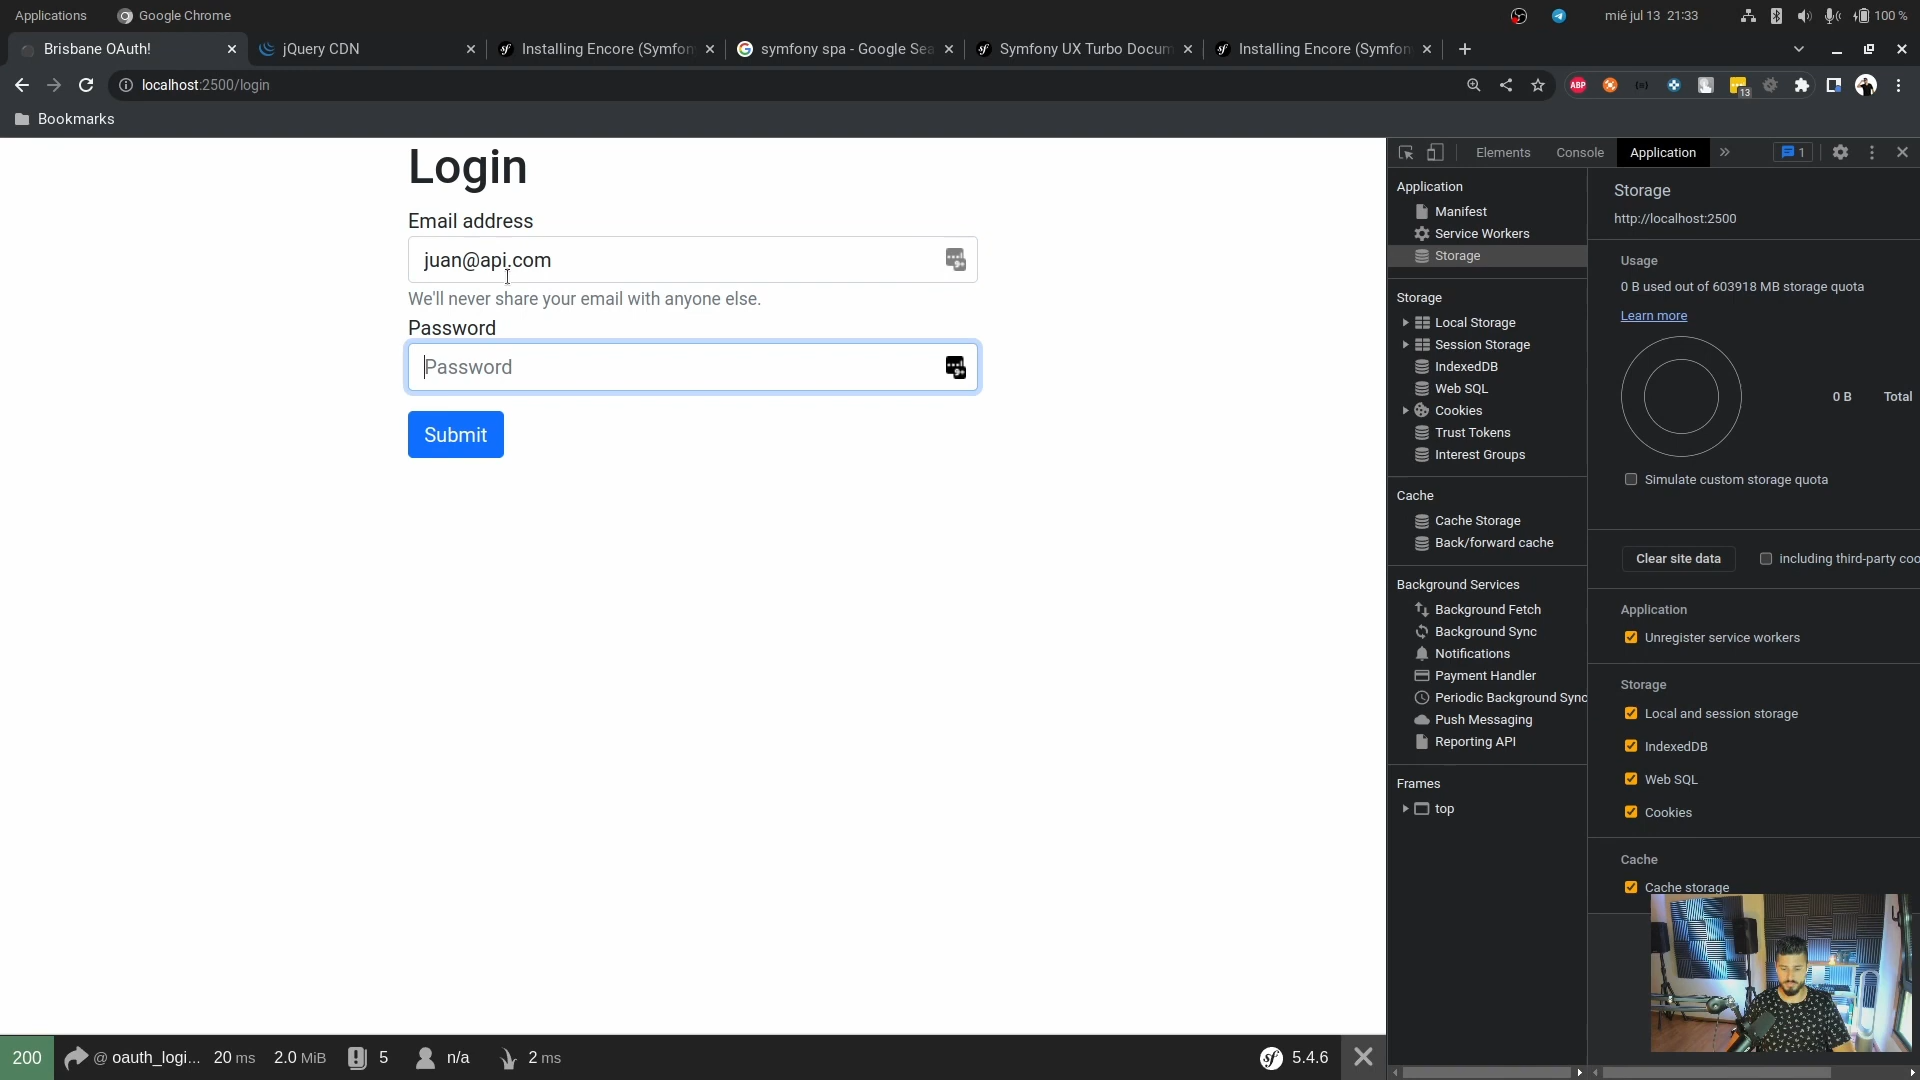 Applications
Google Chrome
mié jul 13 21:33
100 %
Brisbane OAuth!
jQuery CDN
Installing Encore (Symfon
symfony spa - Google Sea
Symfony UX Turbo Docum
Installing Encore (Symfon
localhost:2500/login
ABP
13
Bookmarks
Login
Email address
juan@api.com
We'll never share your email with anyone else.
Password
Password
Submit
Elements
Console
Application
1
Application
Manifest
Service Workers
Storage
Storage
Local Storage
Session Storage
IndexedDB
Web SQL
Cookies
Trust Tokens
Interest Groups
Cache
Cache Storage
Back/forward cache
Background Services
Background Fetch
Background Sync
Notifications
Payment Handler
Periodic Background Sync
Push Messaging
Reporting API
Frames
top
Storage
http://localhost:2500
Usage
0 B used out of 603918 MB storage quota
Learn more
0 B Total
Simulate custom storage quota
Clear site data
including third-party coo
Application
Unregister service workers
Storage
Local and session storage
IndexedDB
Web SQL
Cookies
Cache
Cache storage
200
@ oauth_logi...
20 ms
2.0 MiB
5
n/a
2 ms
sf 5.4.6